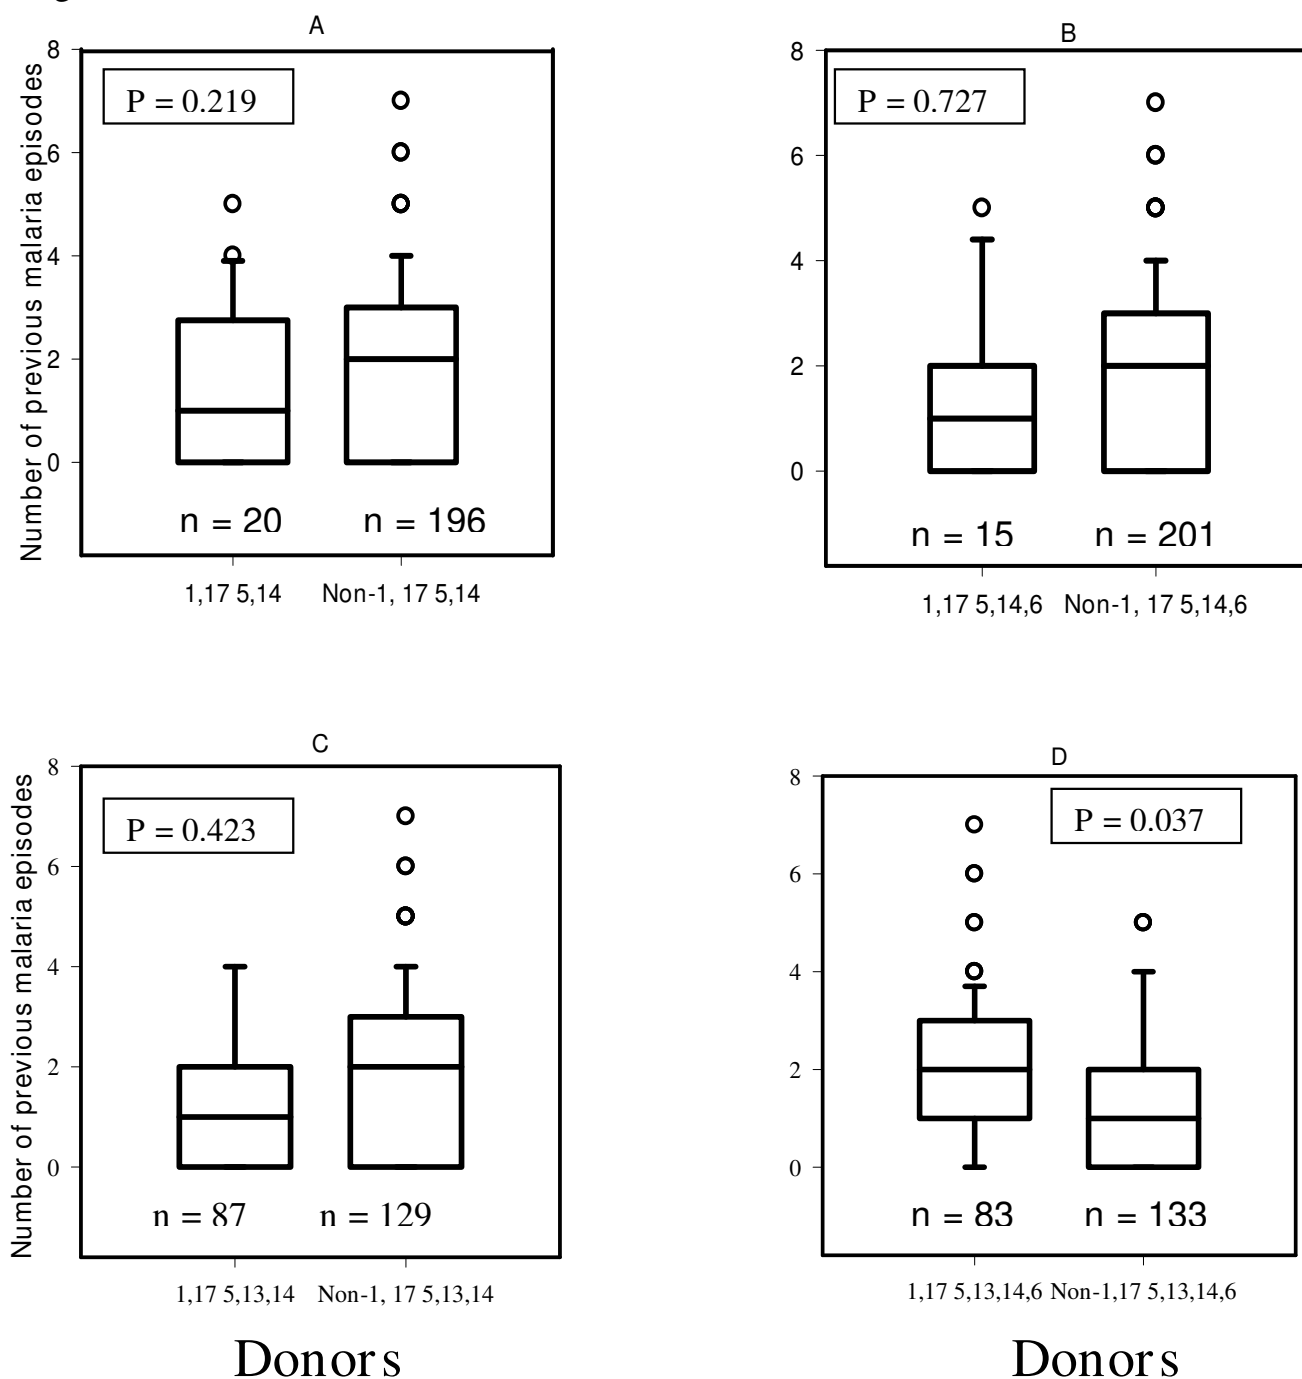 A
8
P = 0.219
6
4
2
0
Number of previous malaria episodes
n = 20 n = 196
1,17 5,14 Non-1, 17 5,14
B
8
P = 0.727
6
4
2
0
n = 15 n = 201
1,17 5,14,6 Non-1, 17 5,14,6
C
8
P = 0.423
6
4
2
0
Number of previous malaria episodes
n = 87 n = 129
1,17 5,13,14 Non-1, 17 5,13,14
Donors
D
8
P = 0.037
6
4
2
0
n = 83 n = 133
1,17 5,13,14,6 Non-1,17 5,13,14,6
Donors